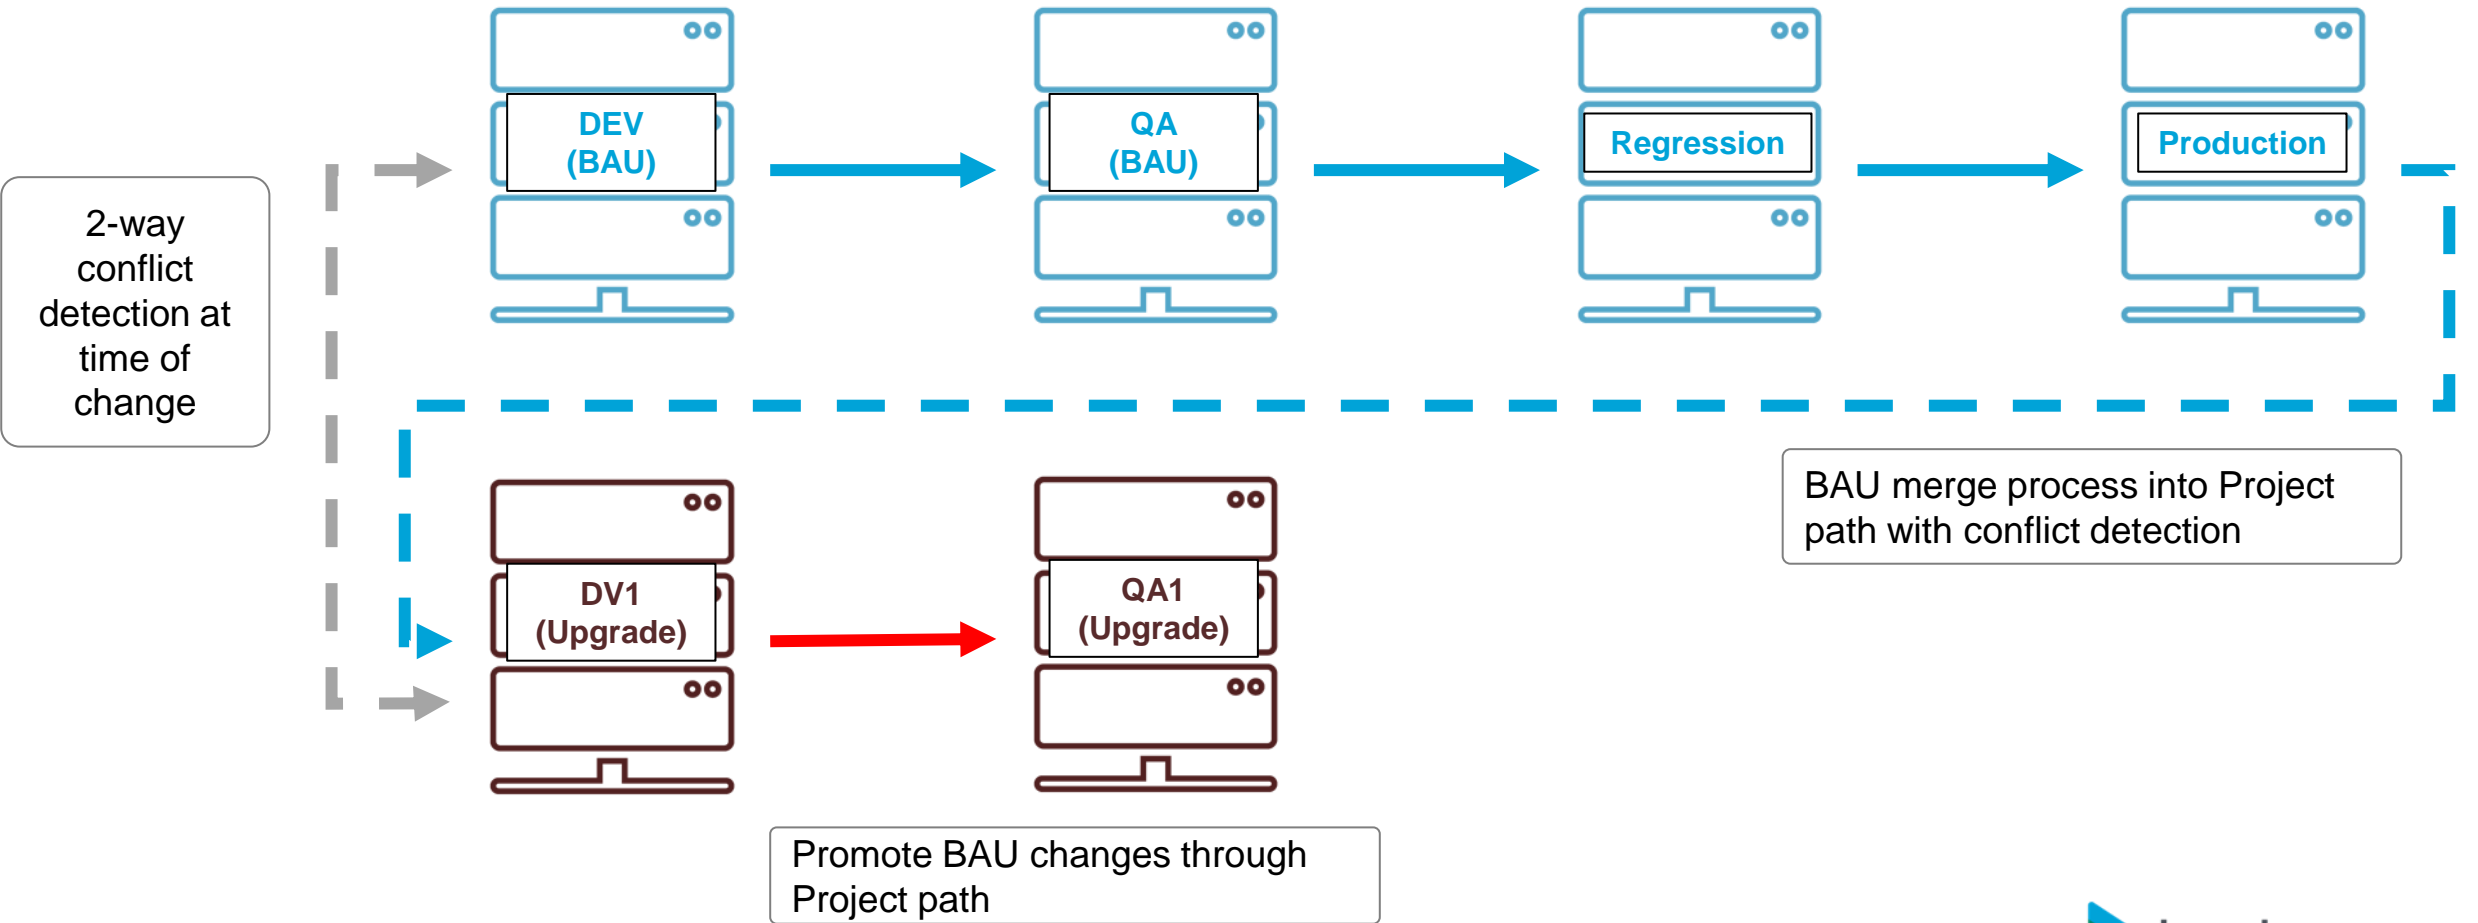 DEV
(BAU)
QA
(BAU)
Regression
Production
2-way
conflict
detection at
time of
change
BAU merge process into Project
path with conflict detection
DV1
(Upgrade)
QA1
(Upgrade)
Promote BAU changes through
Project path